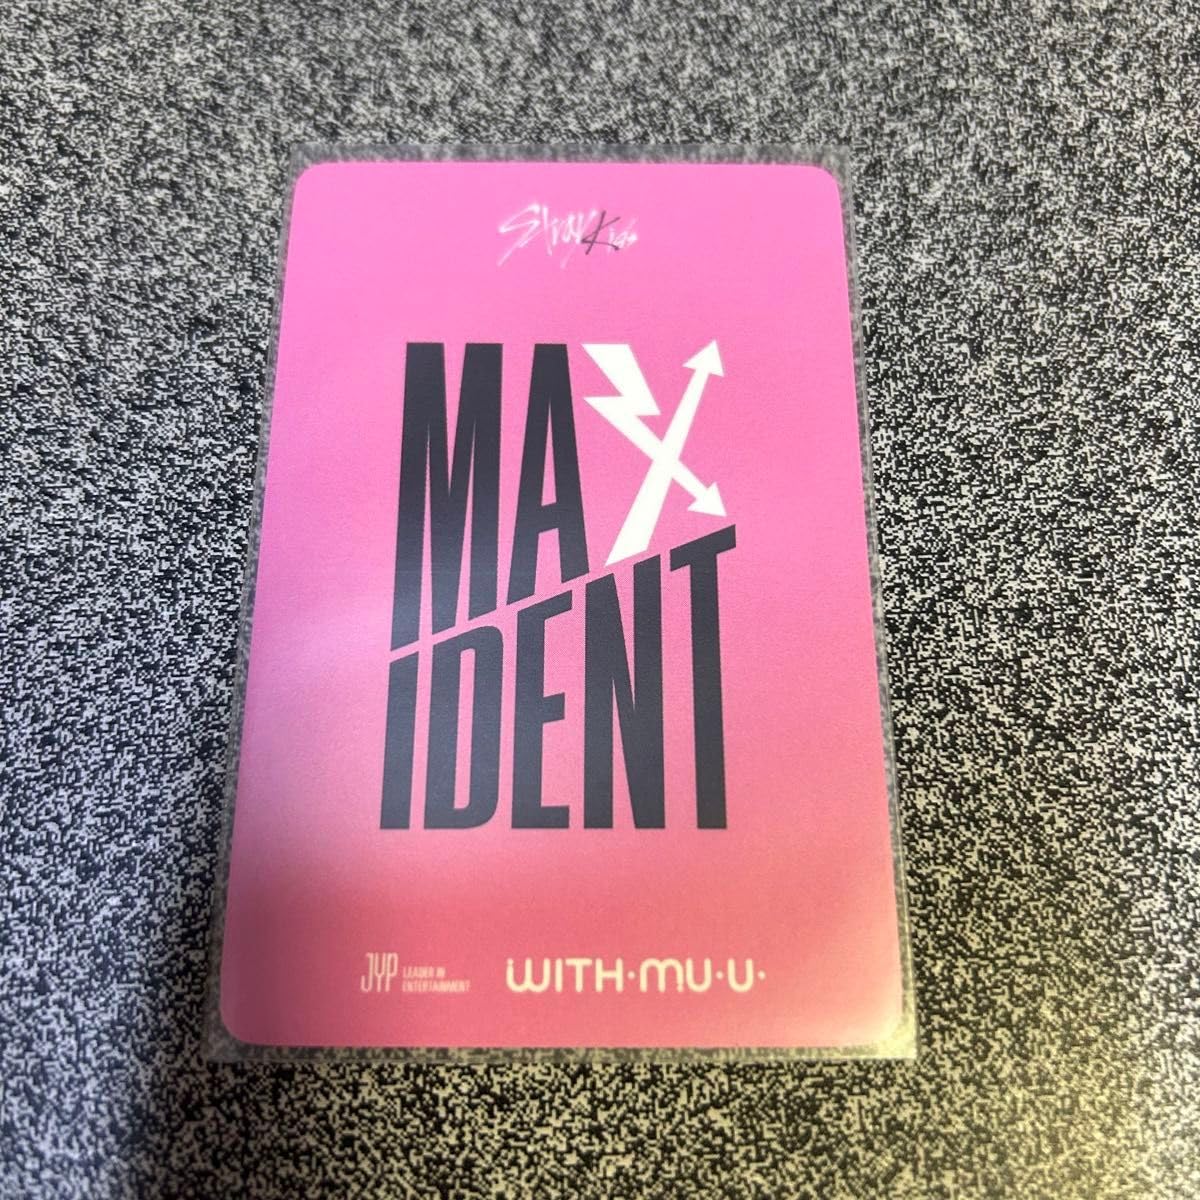 Stray Kids
MAX
IDENT
JYP LEADER IN
ENTERTAINMENT
WITH·MU·U·